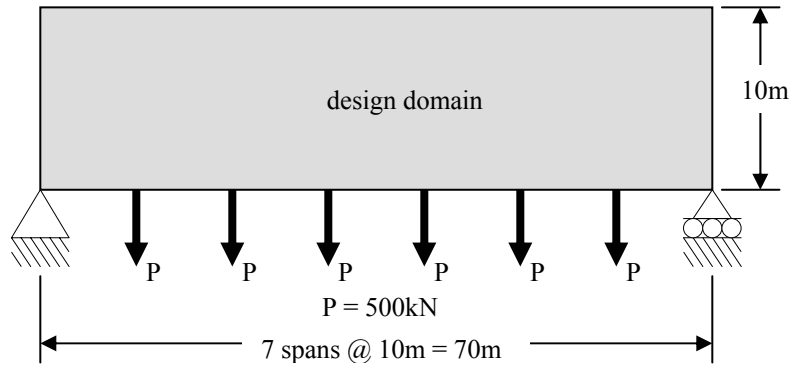 design domain
10m
P P P P P P
P = 500kN
7 spans @ 10m = 70m